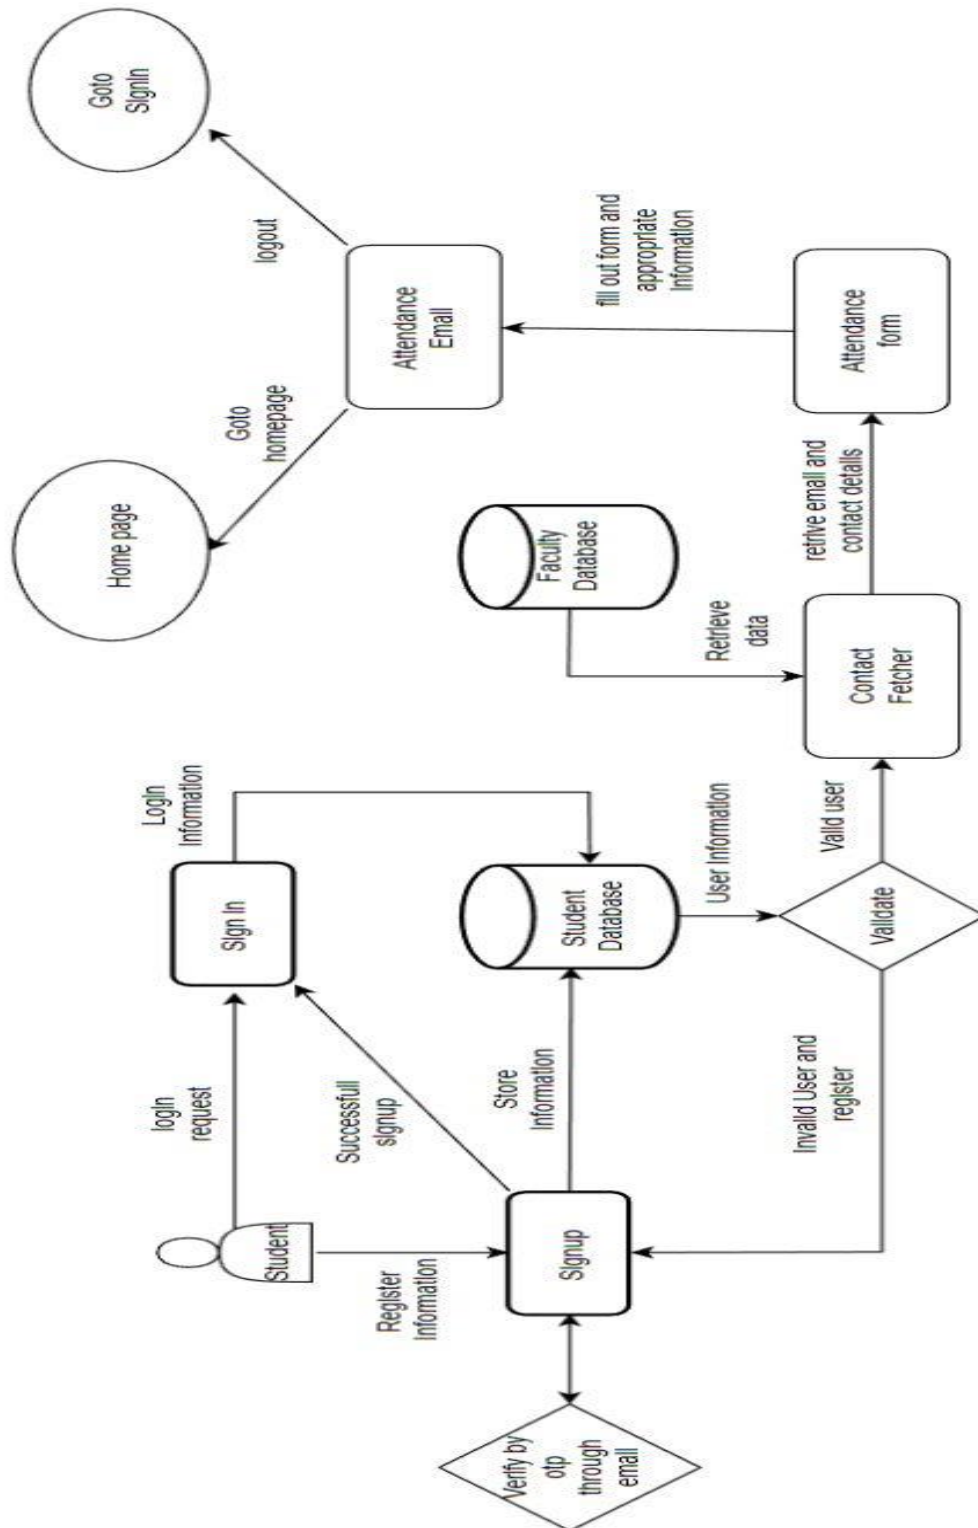 login
request
Sign In
Login
Information
Home page
Goto
SignIn
Student
Goto
homepage
logout
Successfull
signup
Register
Information
Attendance
Email
Verify by
otp
through
email
Signup
Store
Information
Student
Database
Faculty
Database
fill out form and
appropriate
Information
User Information
Retrieve
data
Invalid User and
register
Validate
Valid user
Contact
Fetcher
retrive email and
contact details
Attendance
form